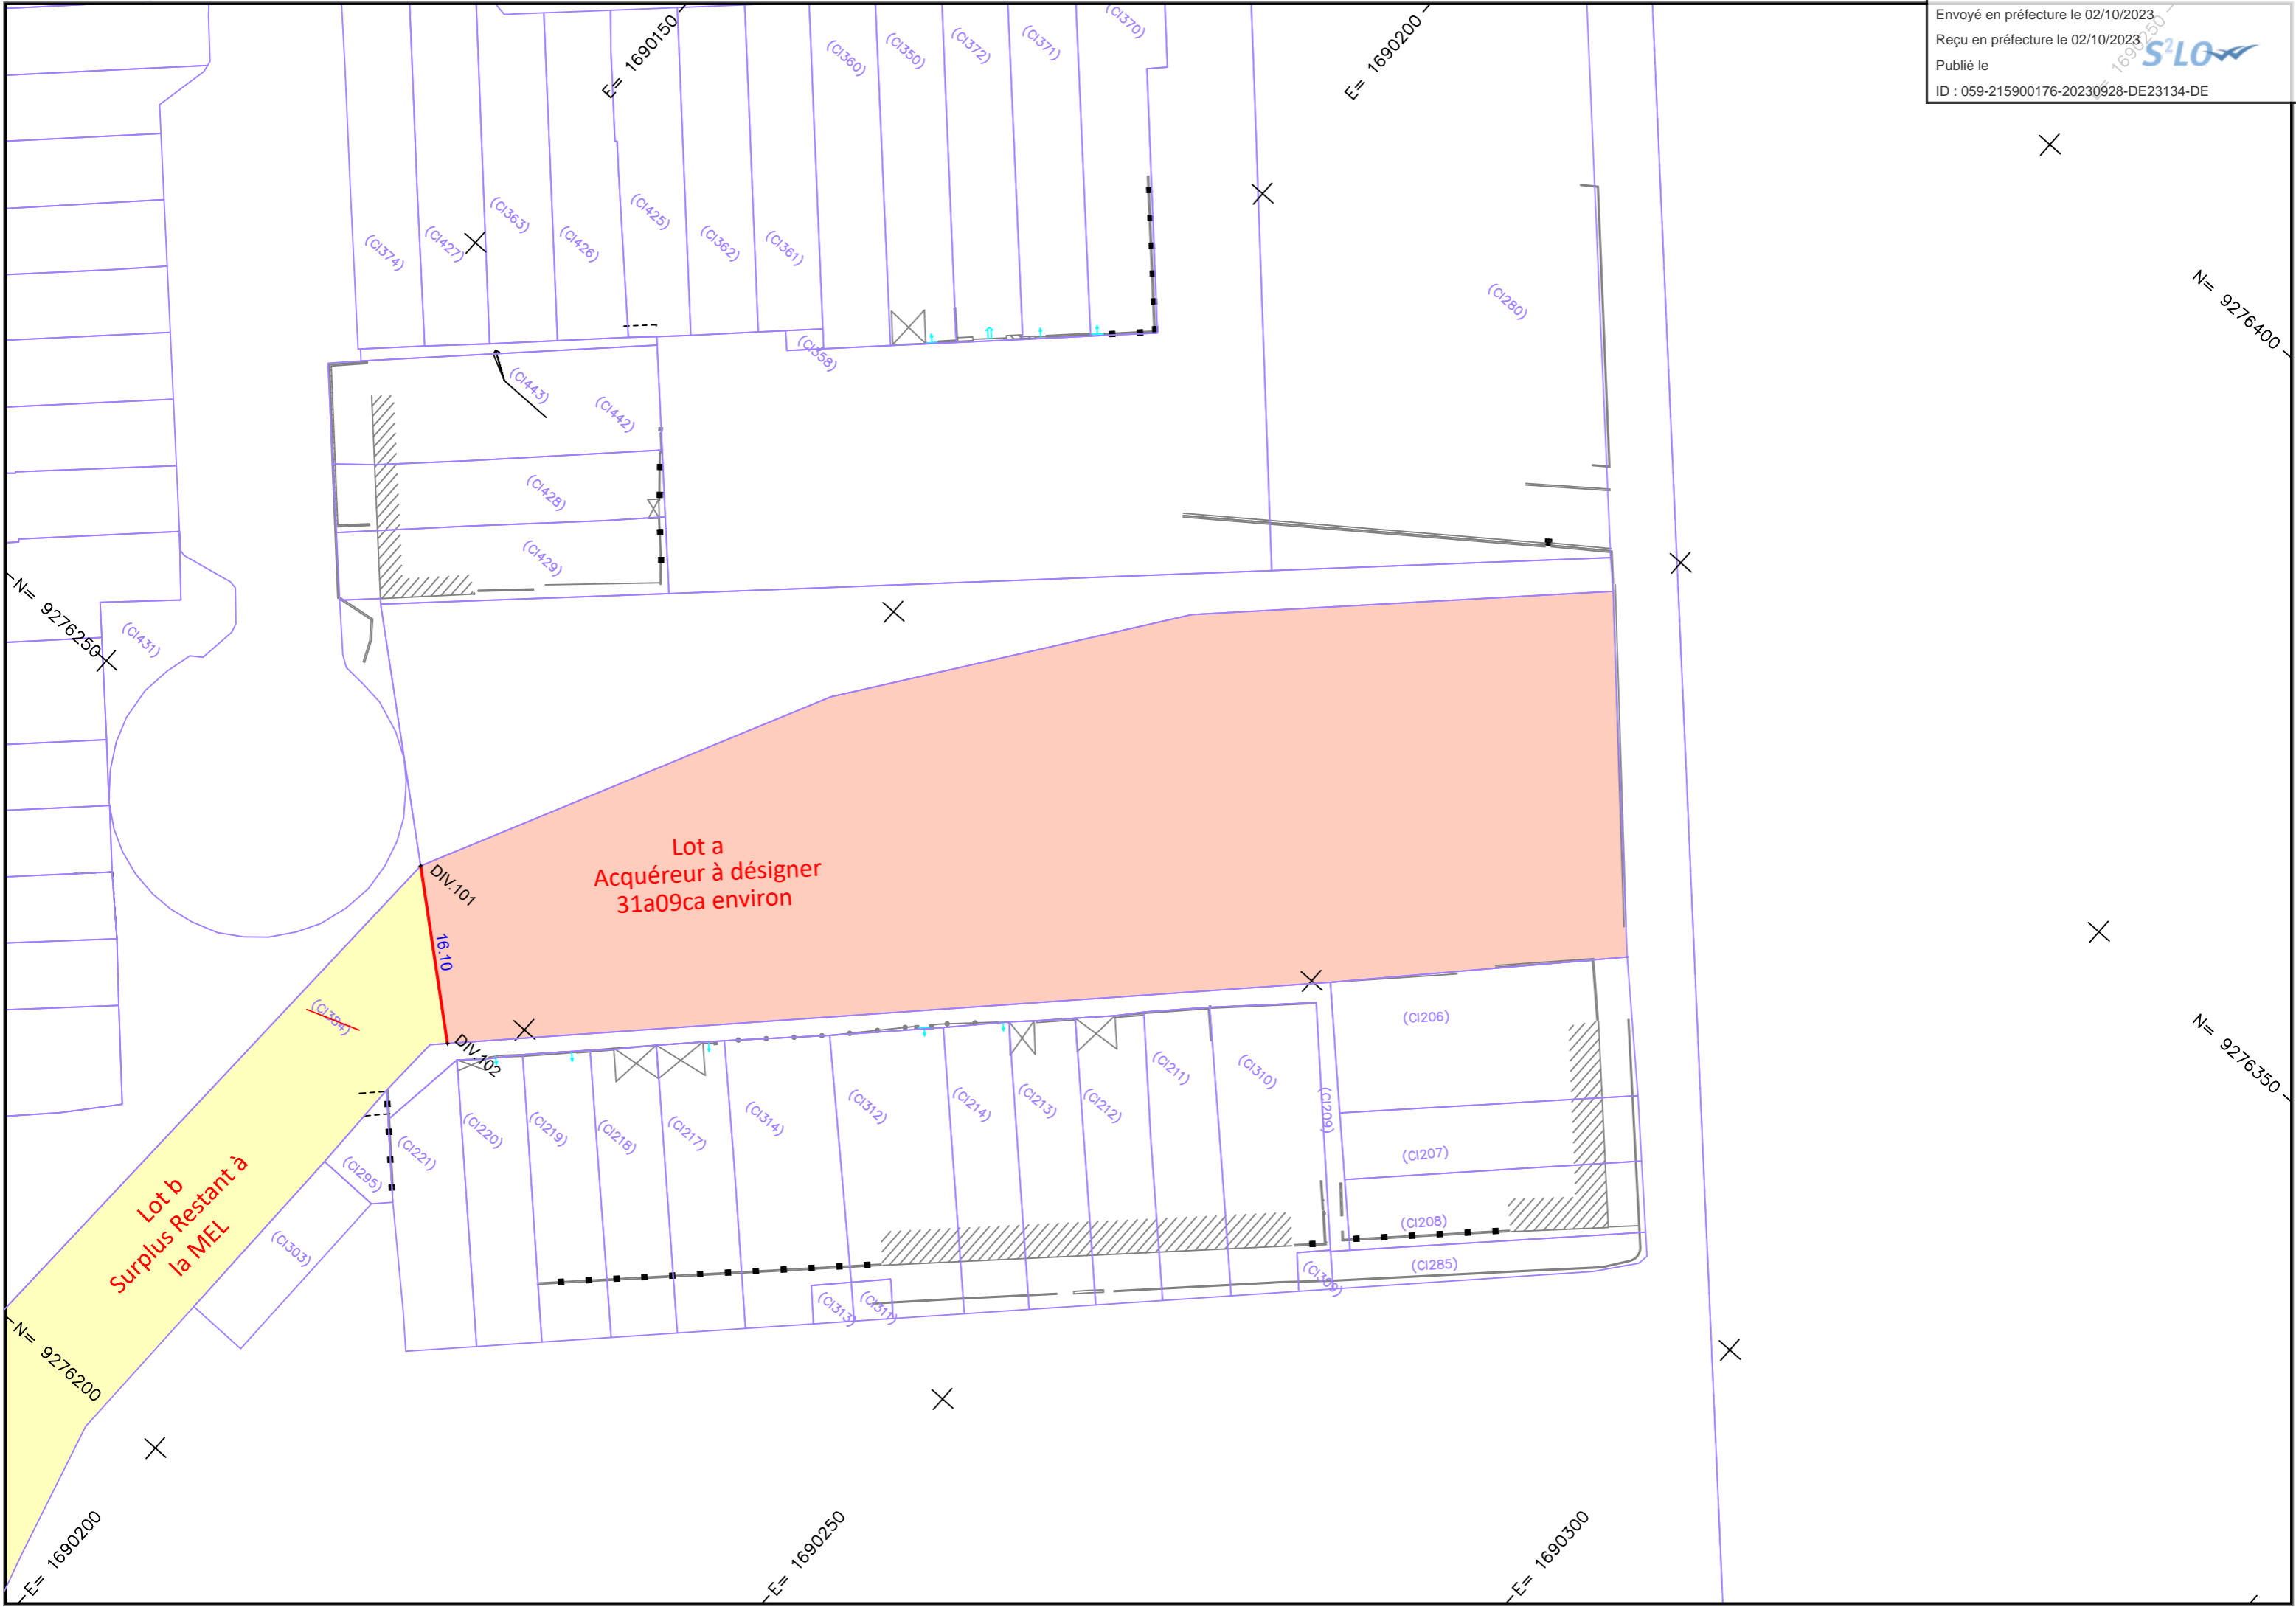 Envoyé en préfecture le 02/10/2023
Reçu en préfecture le 02/10/2023
Publié le
S²LO
ID : 059-215900176-20230928-DE23134-DE
E= 1690150
E= 1690200
E= 1690250
(CI360)
(CI350)
(CI372)
(CI371)
(CI370)
(CI374)
(CI427)
(CI363)
(CI426)
(CI425)
(CI362)
(CI361)
(CI280)
N= 9276400
(CI358)
(CI443)
(CI442)
(CI428)
(CI429)
N= 9276250
(CI431)
Lot a
Acquéreur à désigner
31a09ca environ
DIV.101
16.10
(CI384)
DIV.102
(CI206)
N= 9276350
(CI220)
(CI219)
(CI218)
(CI217)
(CI314)
(CI312)
(CI214)
(CI213)
(CI212)
(CI211)
(CI310)
(CI209)
(CI221)
(CI295)
(CI207)
(CI208)
Lot b
Surplus Restant à
la MEL
(CI303)
(CI285)
(CI309)
(CI313)
(CI311)
N= 9276200
E= 1690200
E= 1690250
E= 1690300